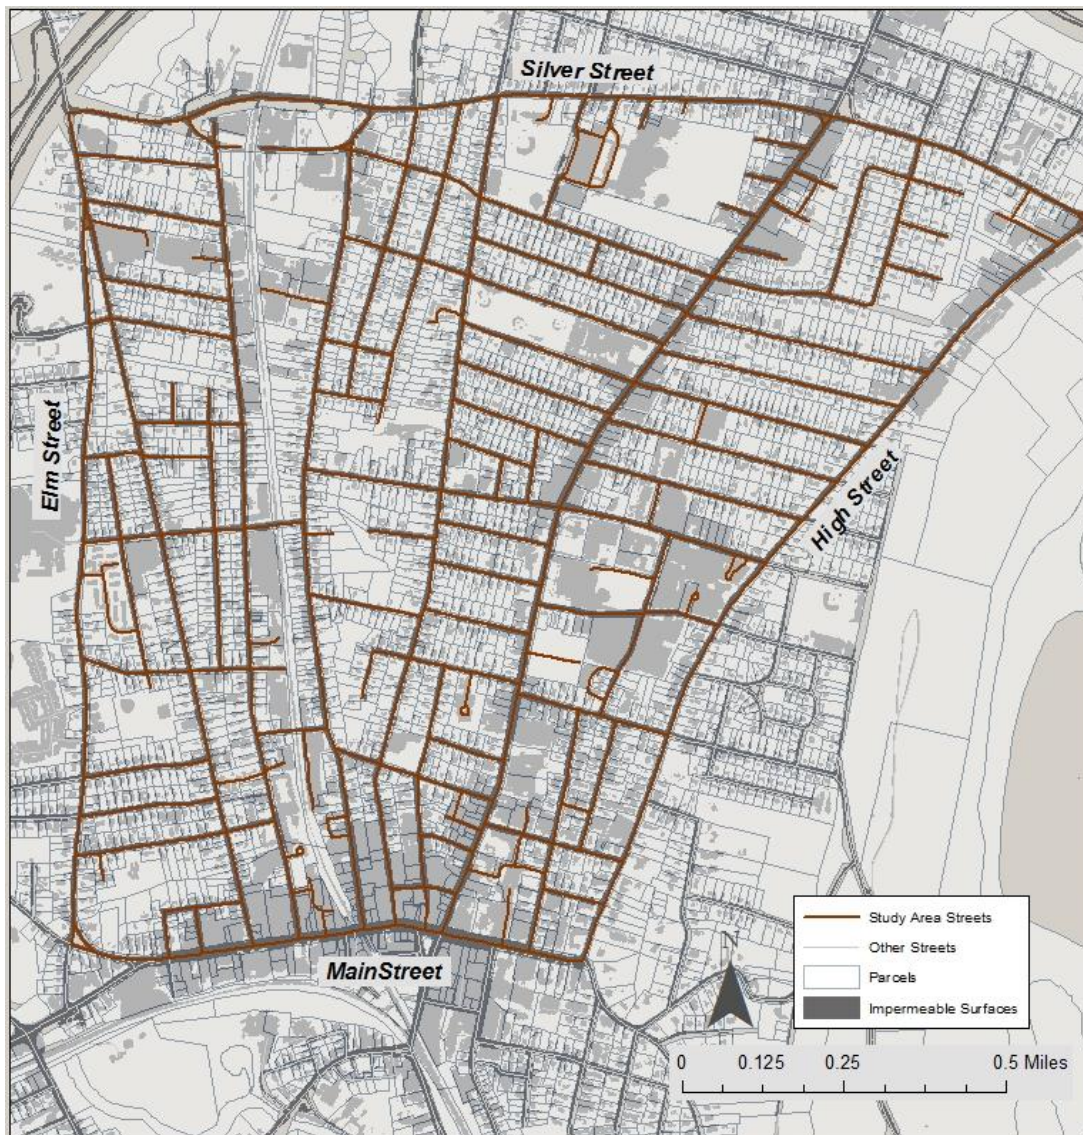 Silver Street
Elm Street
High Street
MainStreet
N
Study Area Streets
Other Streets
Parcels
Impermeable Surfaces
0 0.125 0.25 0.5 Miles